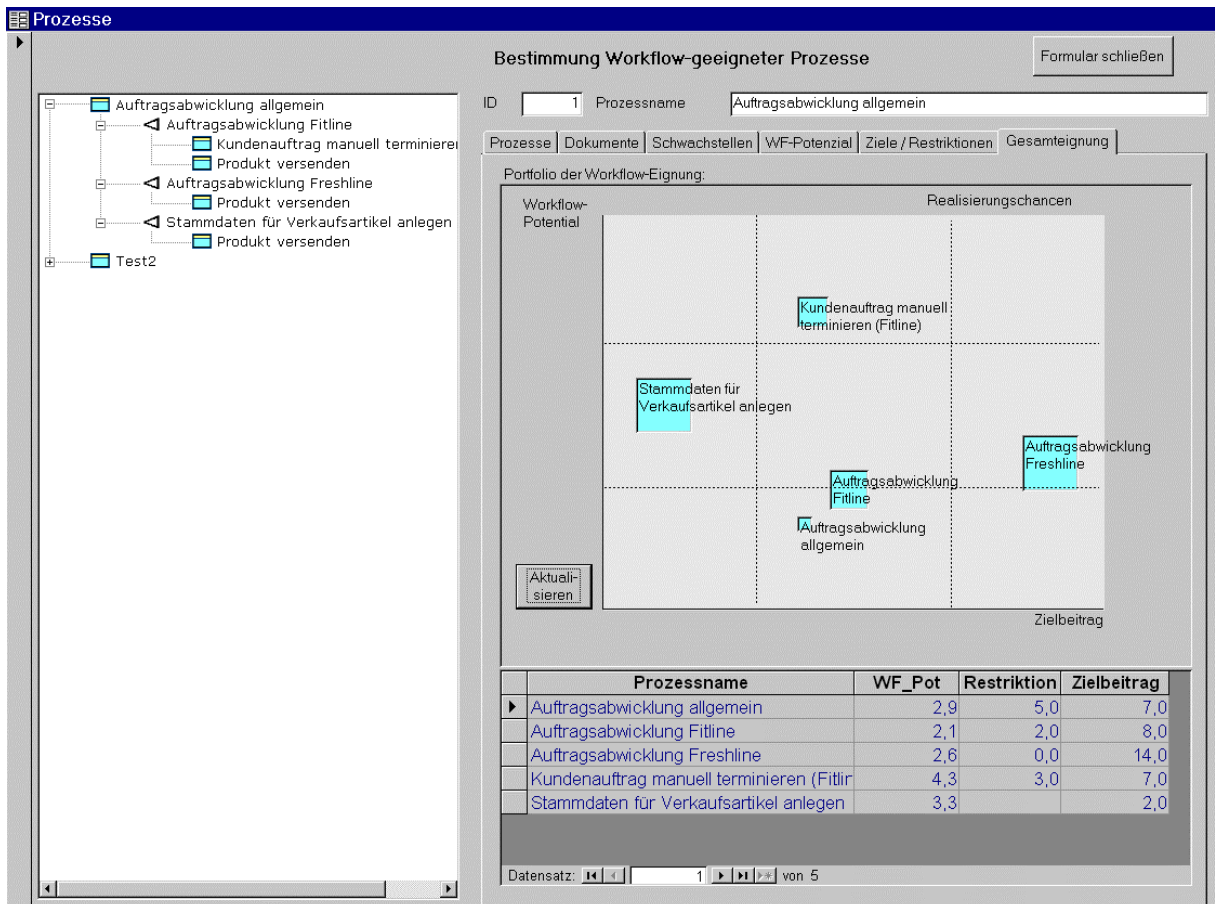 Prozesse
Bestimmung Workflow-geeigneter Prozesse
Formular schließen
Auftragsabwicklung allgemein
Auftragsabwicklung Fitline
Kundenauftrag manuell terminieren
Produkt versenden
Auftragsabwicklung Freshline
Produkt versenden
Stammdaten für Verkaufsartikel anlegen
Produkt versenden
Test2
ID 1 Prozessname Auftragsabwicklung allgemein
Prozesse Dokumente Schwachstellen WF-Potenzial Ziele / Restriktionen Gesamteignung
Portfolio der Workflow-Eignung:
Workflow-
Potential
Realisierungschancen
Kundenauftrag manuell
terminieren (Fitline)
Stammdaten für
Verkaufsartikel anlegen
Auftragsabwicklung
Freshline
Auftragsabwicklung
Fitline
Auftragsabwicklung
allgemein
Aktuali-
sieren
Zielbeitrag
Prozessname WF_Pot Restriktion Zielbeitrag
Auftragsabwicklung allgemein 2,9 5,0 7,0
Auftragsabwicklung Fitline 2,1 2,0 8,0
Auftragsabwicklung Freshline 2,6 0,0 14,0
Kundenauftrag manuell terminieren (Fitlin 4,3 3,0 7,0
Stammdaten für Verkaufsartikel anlegen 3,3 2,0
Datensatz: 1 von 5